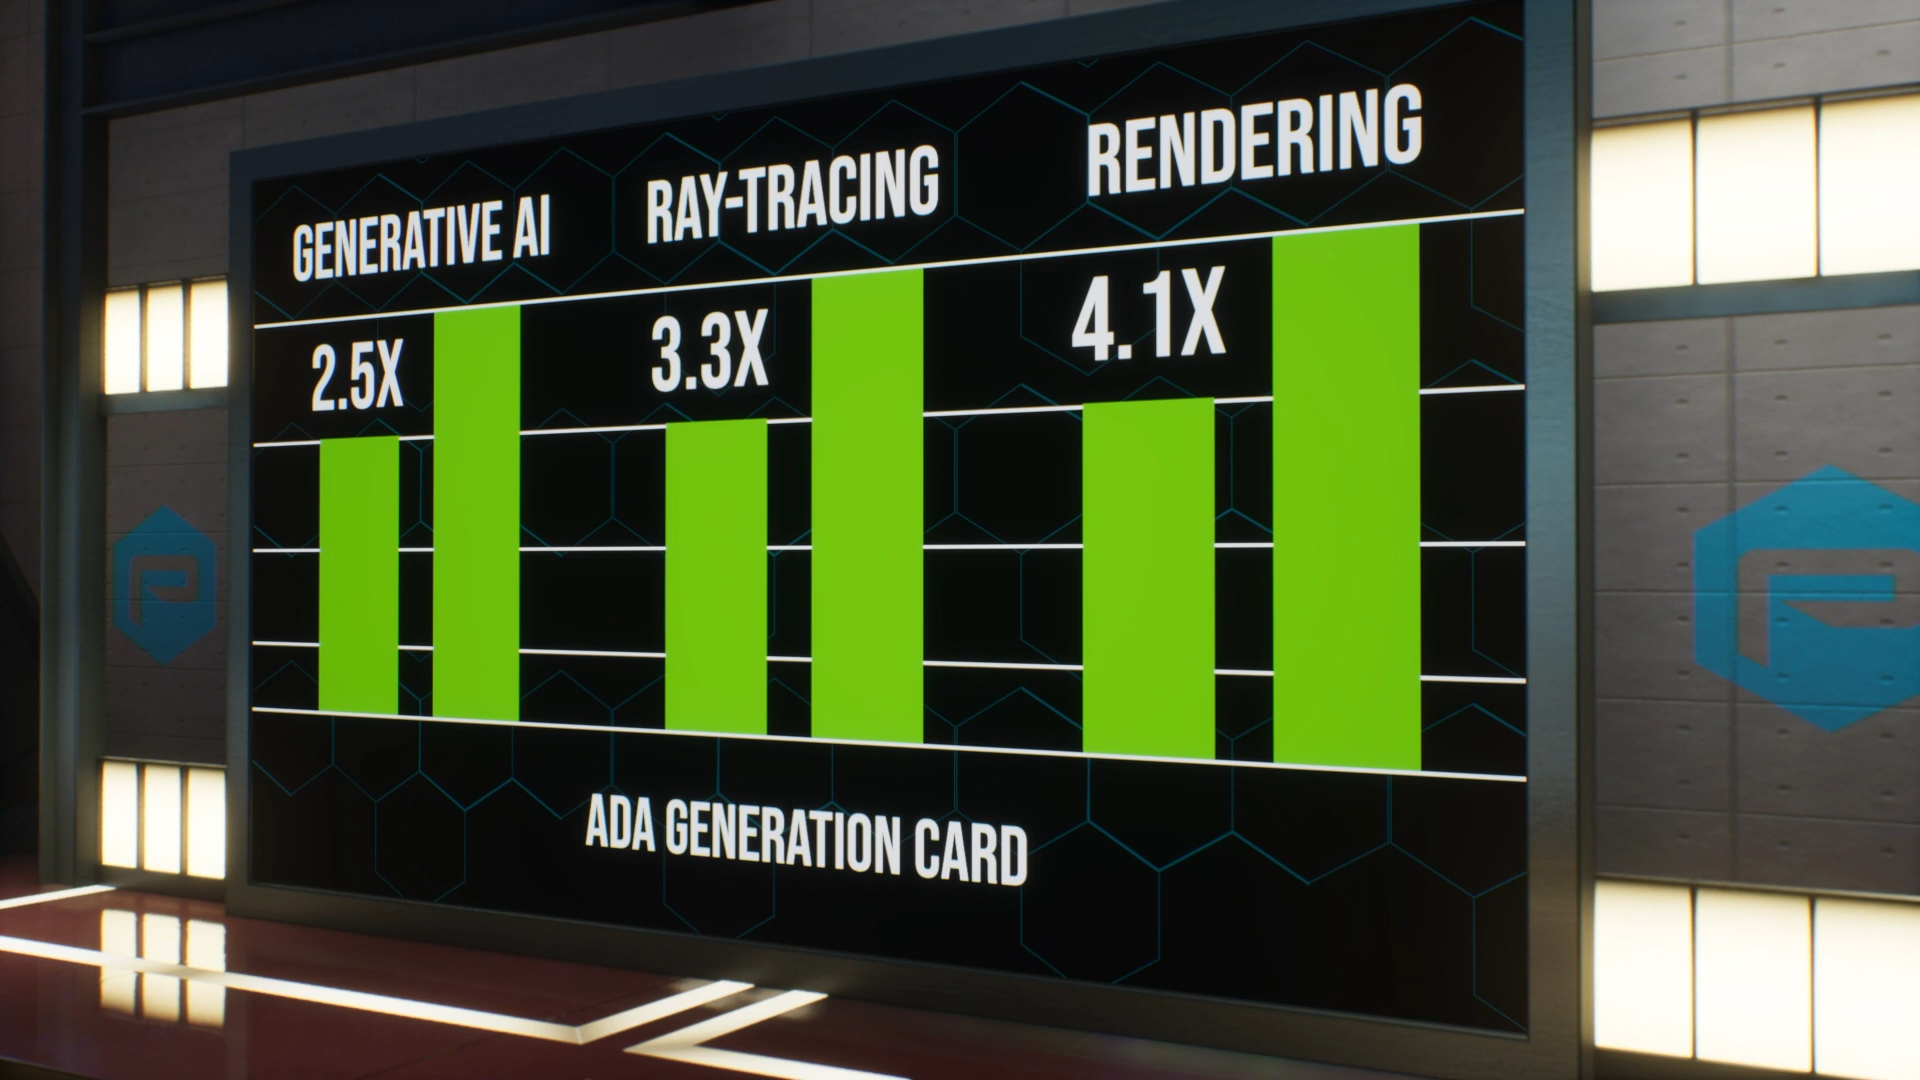 GENERATIVE AI
RAY-TRACING
RENDERING
2.5X
3.3X
4.1X
ADA GENERATION CARD